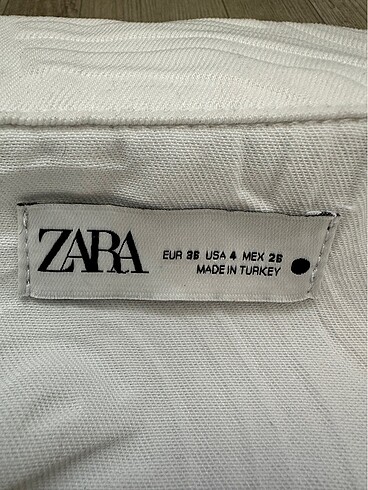 ZARA
EUR 36 USA 4 MEX 26
MADE IN TURKEY